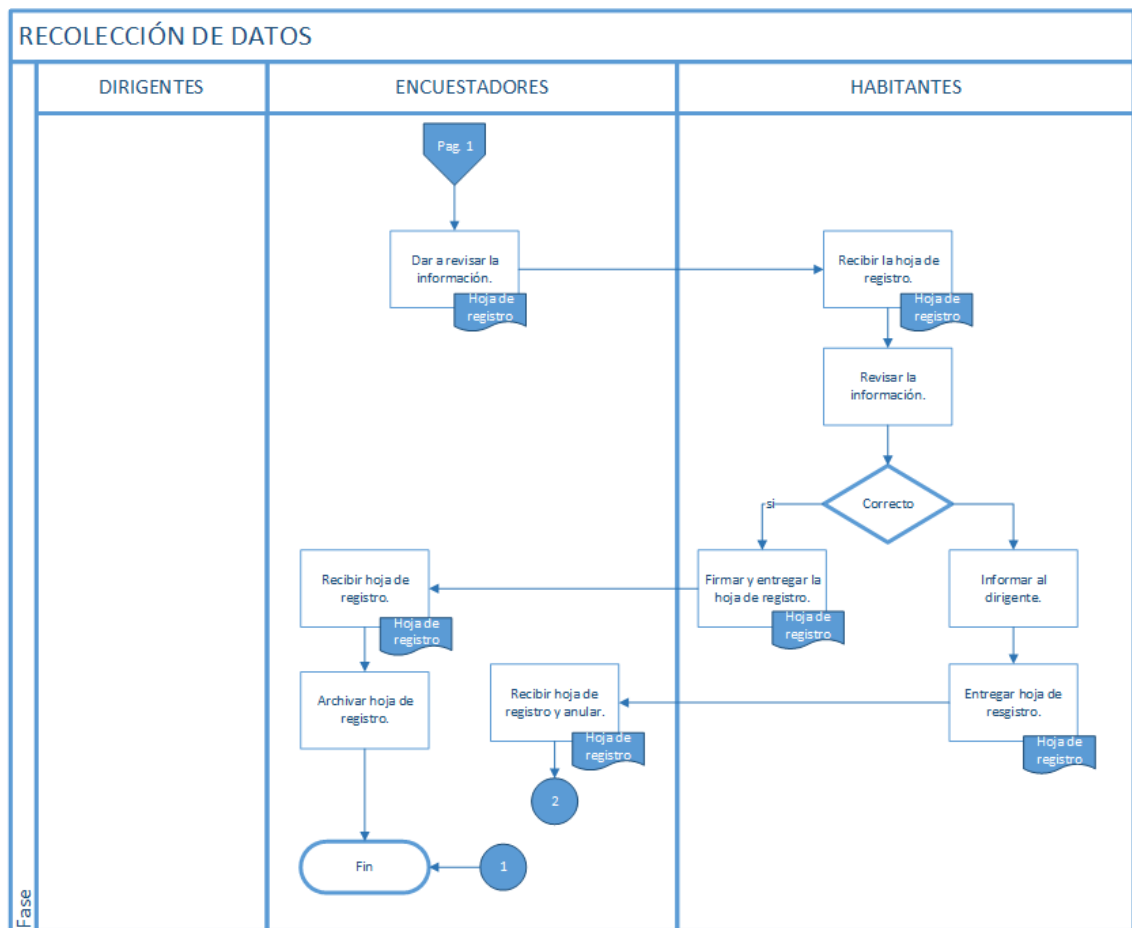 RECOLECCIÓN DE DATOS
DIRIGENTES
ENCUESTADORES
HABITANTES
Pag. 1
Dar a revisar la
información.
Hoja de
registro
Recibir la hoja de
registro.
Hoja de
registro
Revisar la
información.
Correcto
si
Recibir hoja de
registro.
Hoja de
registro
Firmar y entregar la
hoja de registro.
Hoja de
registro
Informar al
dirigente.
Archivar hoja de
registro.
Recibir hoja de
registro y anular.
Hoja de
registro
Entregar hoja de
resgistro.
Hoja de
registro
2
Fin
1
Fase